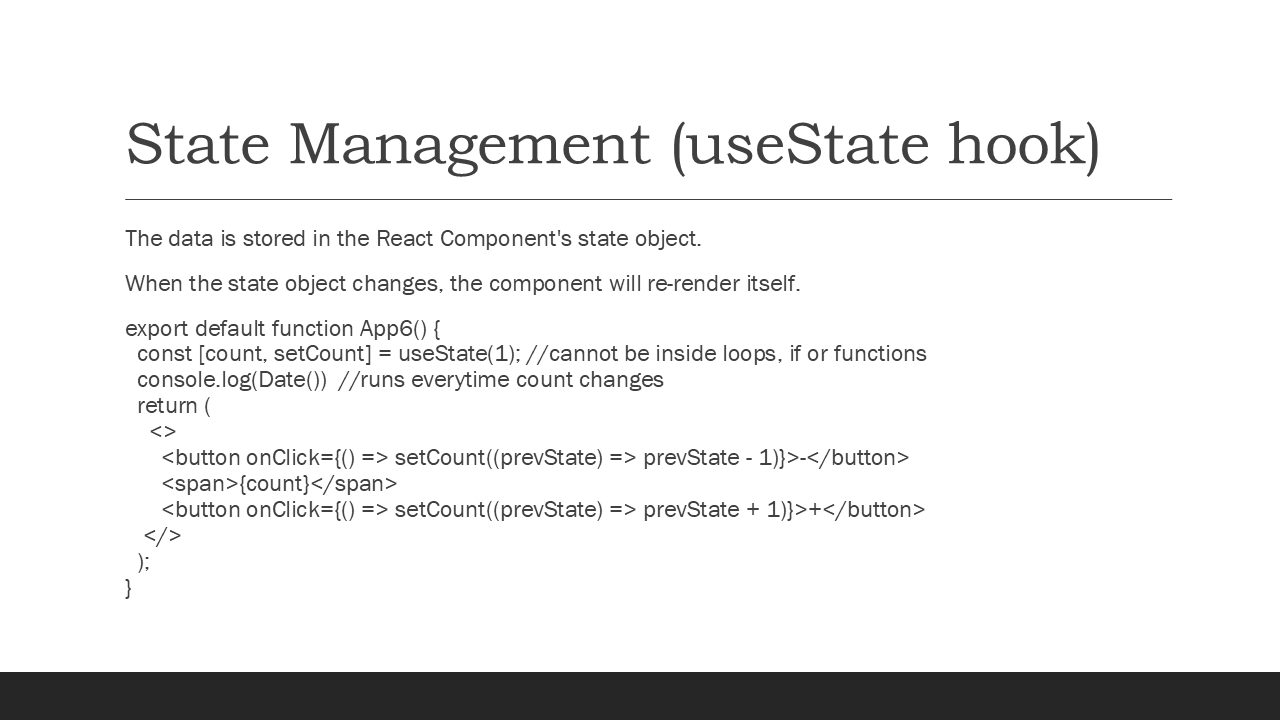 State Management (useState hook)
The data is stored in the React Component's state object.
When the state object changes, the component will re-render itself.
export default function App6() {
  const [count, setCount] = useState(1); //cannot be inside loops, if or functions
  console.log(Date())  //runs everytime count changes
  return (
    <>
      <button onClick={() => setCount((prevState) => prevState - 1)}>-</button>
      <span>{count}</span>
      <button onClick={() => setCount((prevState) => prevState + 1)}>+</button>
   </>
  );
}